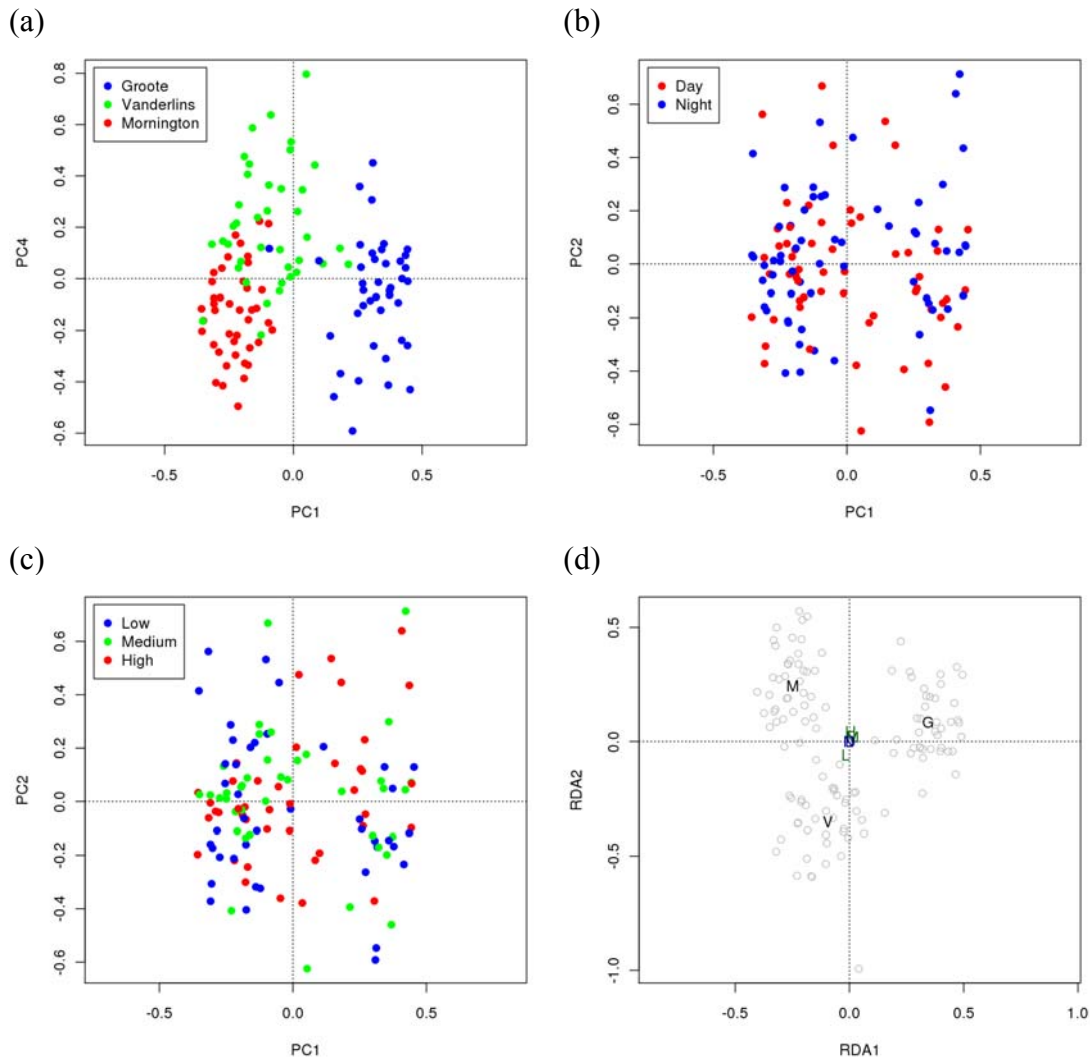 (a)
Groote
Vanderlins
Mornington
0.8
0.6
0.4
0.2
0.0
-0.2
-0.4
-0.6
PC4
-0.5
0.0
0.5
PC1
(b)
Day
Night
0.6
0.4
0.2
0.0
-0.2
-0.4
-0.6
PC2
-0.5
0.0
0.5
PC1
(c)
Low
Medium
High
0.6
0.4
0.2
0.0
-0.2
-0.4
-0.6
PC2
-0.5
0.0
0.5
PC1
(d)
0.5
0.0
-0.5
-1.0
RDA2
M
G
M
L
V
-0.5
0.0
0.5
1.0
RDA1